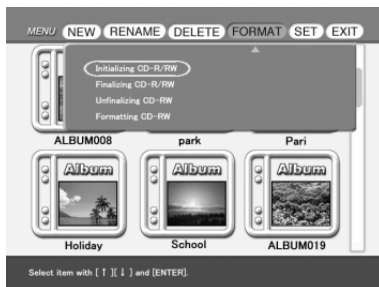 MENU NEW RENAME DELETE FORMAT SET EXIT
Initializing CD-R/RW
Finalizing CD-R/RW
Unfinalizing CD-RW
Formatting CD-RW
ALBUM008 park Pari
Album Album Album
Holiday School ALBUM019
Select item with [ ↑ ][ ↓ ] and [ENTER].